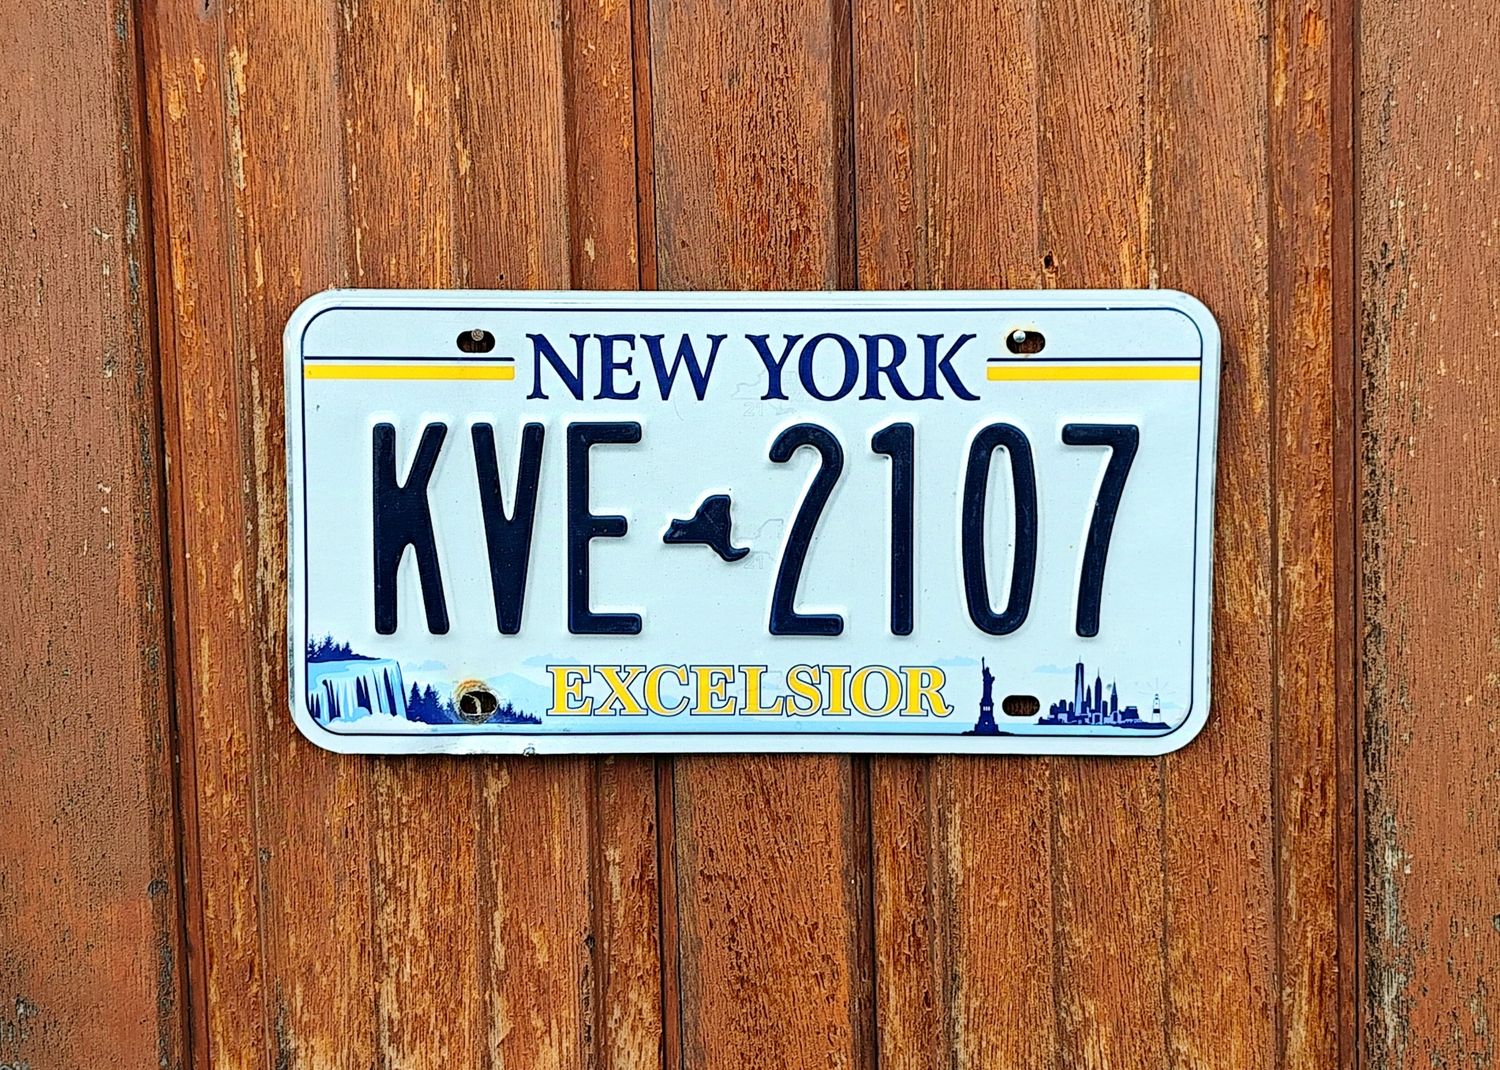 NEW YORK
KVE 2107
EXCELSIOR